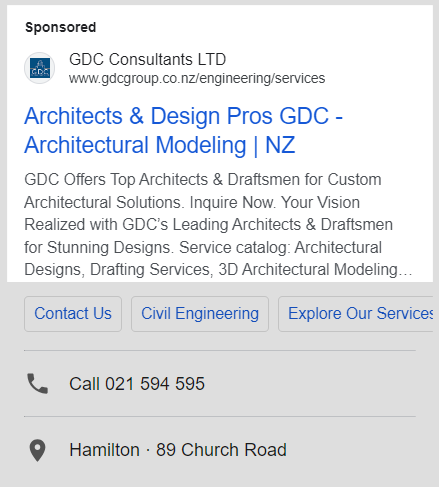 Sponsored
GDC
GDC Consultants LTD
www.gdcgroup.co.nz/engineering/services
Architects & Design Pros GDC -
Architectural Modeling | NZ
GDC Offers Top Architects & Draftsmen for Custom
Architectural Solutions. Inquire Now. Your Vision
Realized with GDC’s Leading Architects & Draftsmen
for Stunning Designs. Service catalog: Architectural
Designs, Drafting Services, 3D Architectural Modeling…
Contact Us Civil Engineering Explore Our Services
Call 021 594 595
Hamilton · 89 Church Road